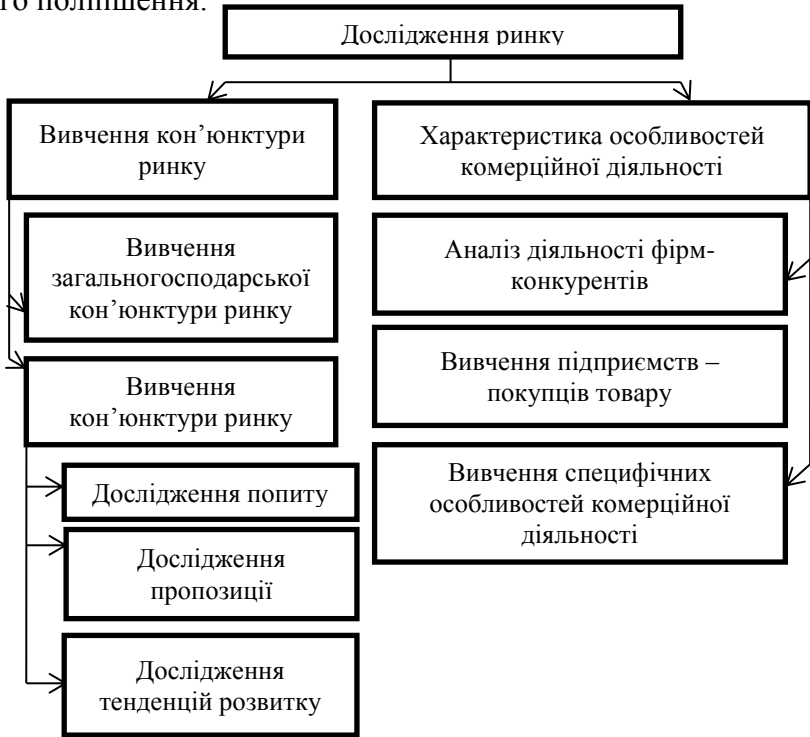 го поліпшення.
Дослідження ринку
Вивчення кон’юнктури
ринку
Характеристика особливостей
комерційної діяльності
Вивчення
загальногосподарської
кон’юнктури ринку
Аналіз діяльності фірм-
конкурентів
Вивчення
кон’юнктури ринку
Вивчення підприємств –
покупців товару
Дослідження попиту
Вивчення специфічних
особливостей комерційної
діяльності
Дослідження
пропозиції
Дослідження
тенденцій розвитку